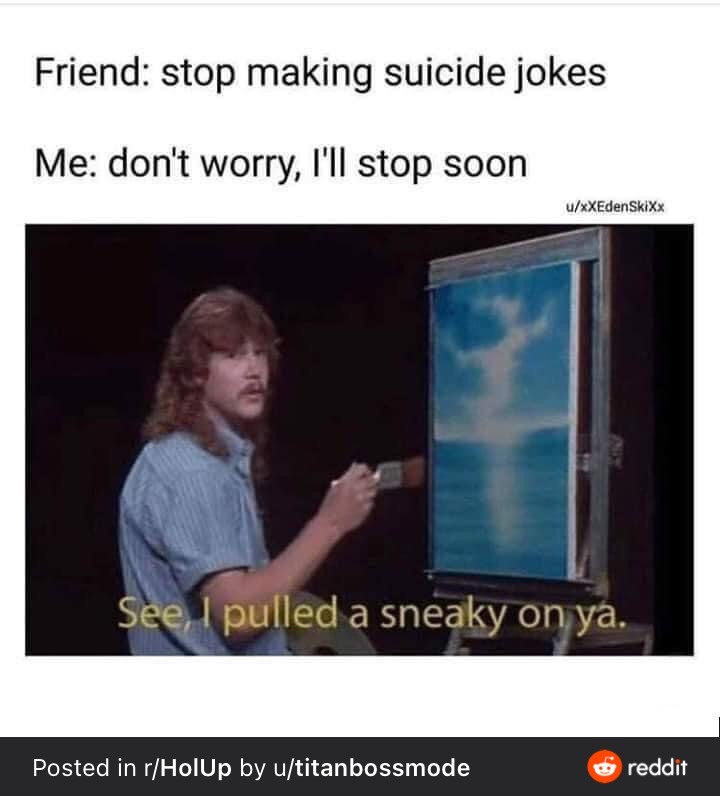 Friend: stop making suicide jokes
Me: don't worry, I'll stop soon
u/xXEdenSkiXx
See, I pulled a sneaky on ya.
Posted in r/HolUp by u/titanbossmode
reddit